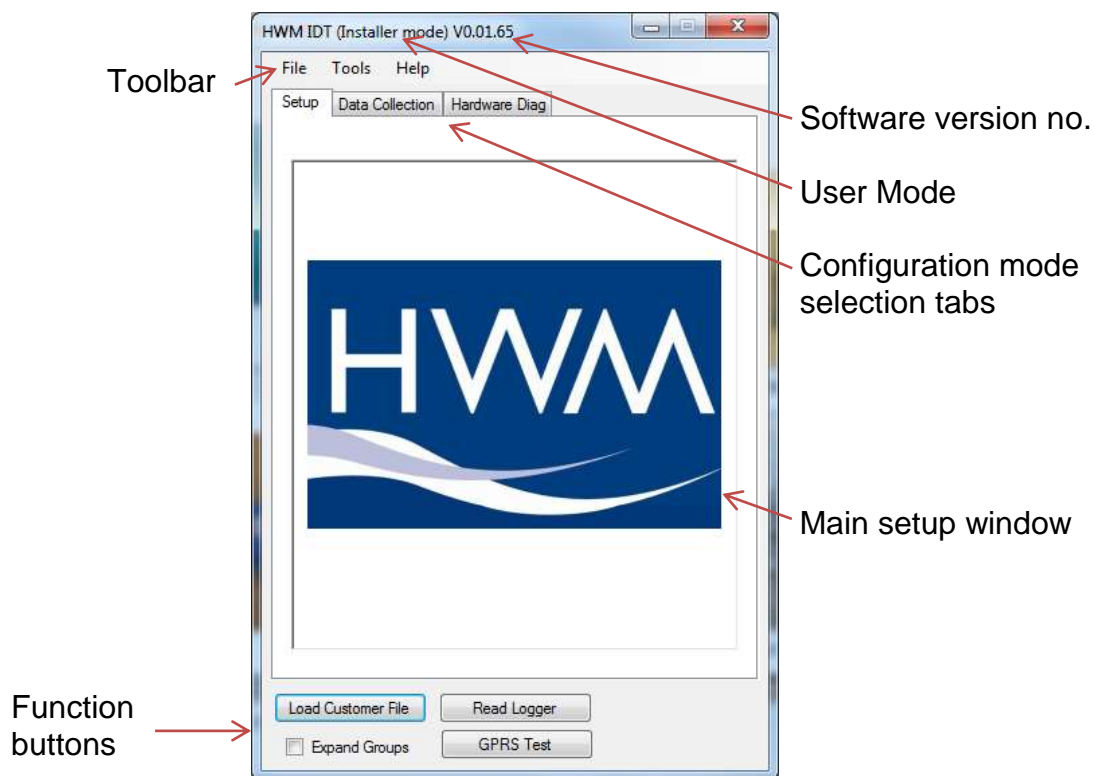 HWM IDT (Installer mode) V0.01.65
Toolbar
File Tools Help
Setup Data Collection Hardware Diag
Software version no.
User Mode
Configuration mode
selection tabs
HWM
Main setup window
Function
buttons
Load Customer File Read Logger
Expand Groups GPRS Test